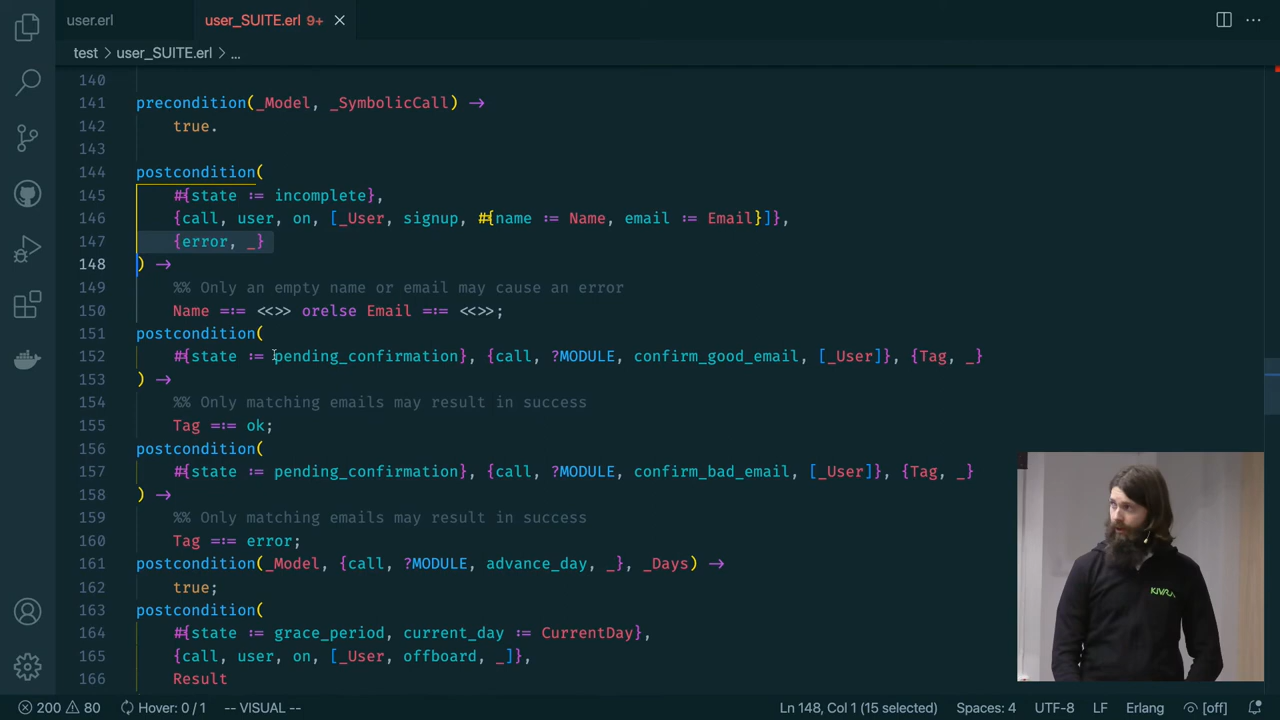 user.erl
user_SUITE.erl 9+
test > user_SUITE.erl > ...
140
141 precondition(_Model, _SymbolicCall) ->
142 true.
143
144 postcondition(
145 #{state := incomplete},
146 {call, user, on, [_User, signup, #{name := Name, email := Email}]},
147 {error, _}
148 ) ->
149 %% Only an empty name or email may cause an error
150 Name =:= <<>> orelse Email =:= <<>>;
151 postcondition(
152 #{state := pending_confirmation}, {call, ?MODULE, confirm_good_email, [_User]}, {Tag, _}
153 ) ->
154 %% Only matching emails may result in success
155 Tag =:= ok;
156 postcondition(
157 #{state := pending_confirmation}, {call, ?MODULE, confirm_bad_email, [_User]}, {Tag, _}
158 ) ->
159 %% Only matching emails may result in success
160 Tag =:= error;
161 postcondition(_Model, {call, ?MODULE, advance_day, _}, _Days) ->
162 true;
163 postcondition(
164 #{state := grace_period, current_day := CurrentDay},
165 {call, user, on, [_User, offboard, _]},
166 Result
KIVRA
200 80 Hover: 0/1 -- VISUAL -- Ln 148, Col 1 (15 selected) Spaces: 4 UTF-8 LF Erlang [off]